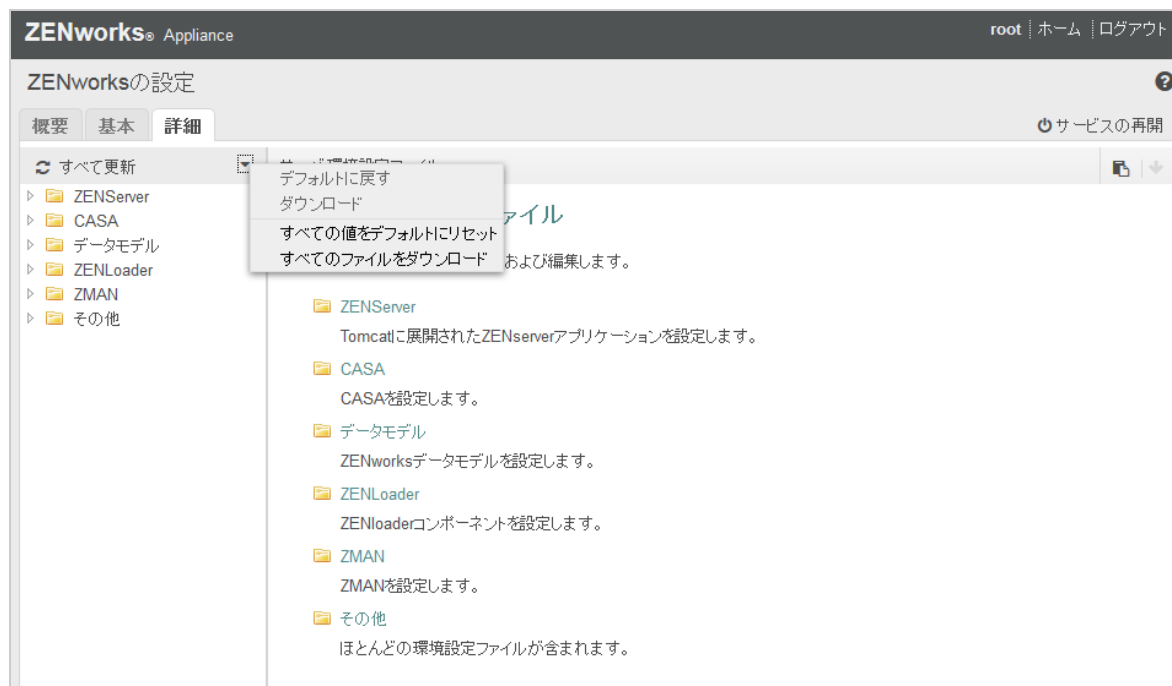 ZENworks® Appliance
root ホーム ログアウト
ZENworksの設定
概要 基本 詳細
サービスの再開
すべて更新
デフォルトに戻す
ダウンロード
すべての値をデフォルトにリセット
すべてのファイルをダウンロード
ZENServer
CASA
データモデル
ZENLoader
ZMAN
その他
ァイル
および編集します。
ZENServer
Tomcatに展開されたZENserverアプリケーションを設定します。
CASA
CASAを設定します。
データモデル
ZENworksデータモデルを設定します。
ZENLoader
ZENloaderコンポーネントを設定します。
ZMAN
ZMANを設定します。
その他
ほとんどの環境設定ファイルが含まれます。